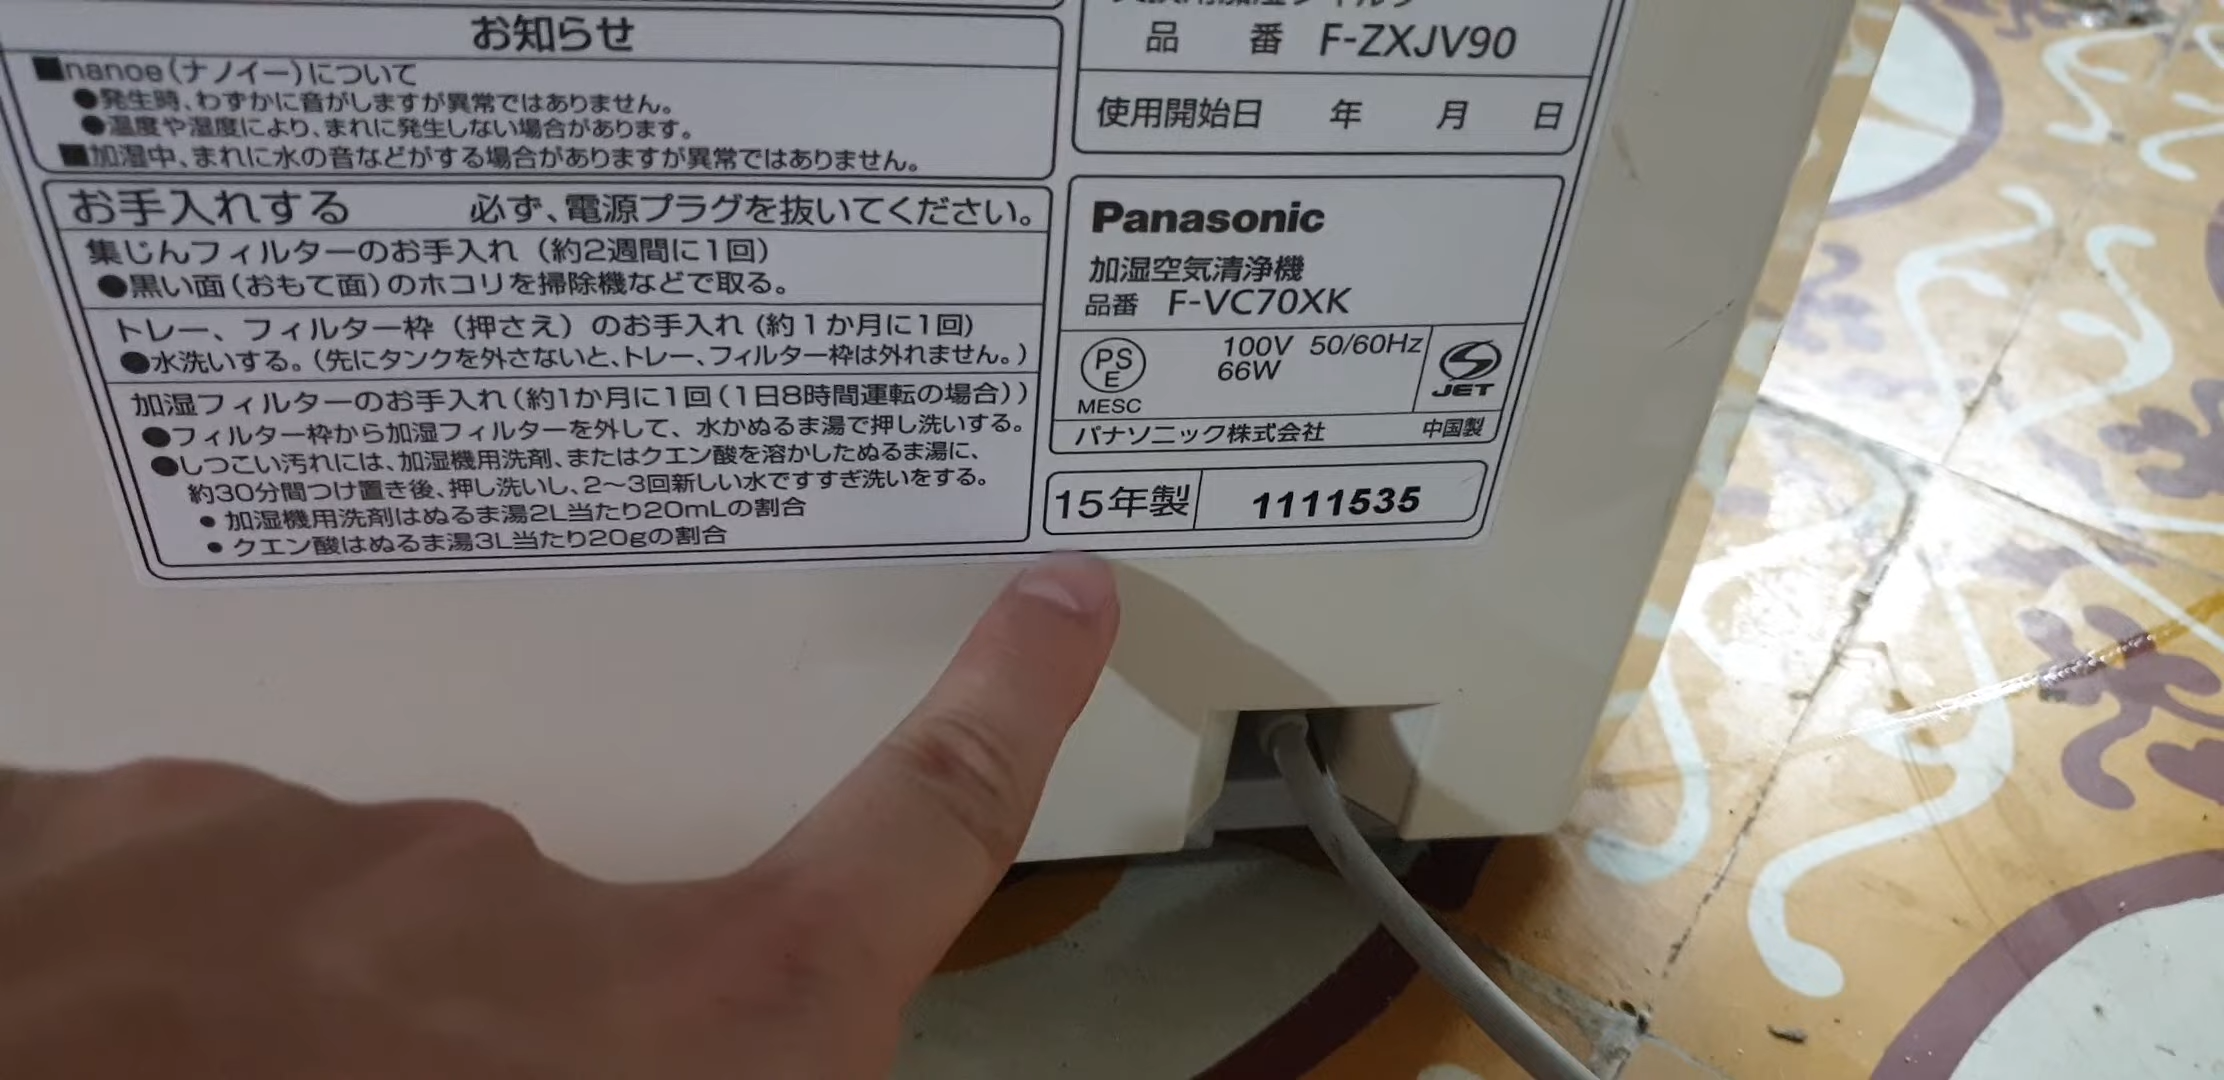 お知らせ
■nanoe(ナノイー)について
●発生時、わずかに音がしますが異常ではありません。
●温度や湿度により、まれに発生しない場合があります。
■加湿中、まれに水の音などがする場合がありますが異常ではありません。
お手入れする 必ず、電源プラグを抜いてください。
集じんフィルターのお手入れ(約2週間に1回)
●黒い面(おもて面)のホコリを掃除機などで取る。
トレー、フィルター枠(押さえ)のお手入れ(約1か月に1回)
●水洗いする。(先にタンクを外さないと、トレー、フィルター枠は外れません。)
加湿フィルターのお手入れ(約1か月に1回(1日8時間運転の場合))
●フィルター枠から加湿フィルターを外して、水かぬるま湯で押し洗いする。
●しつこい汚れには、加湿機用洗剤、またはクエン酸を溶かしたぬるま湯に、
約30分間つけ置き後、押し洗いし、2〜3回新しい水ですすぎ洗いをする。
• 加湿機用洗剤はぬるま湯2L当たり20mLの割合
• クエン酸はぬるま湯3L当たり20gの割合
品 番 F-ZXJV90
使用開始日 年 月 日
Panasonic
加湿空気清浄機
品番 F-VC70XK
PS
E
MESC
100V 50/60Hz
66W
JET
パナソニック株式会社 中国製
15年製 1111535